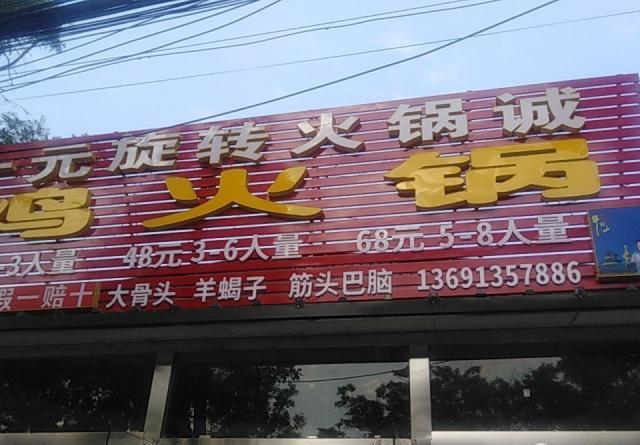 一元旋转火锅诚
鸡火锅
-3人量 48元 3-6人量 68元 5-8人量
假一赔十 大骨头 羊蝎子 筋头巴脑 13691357886